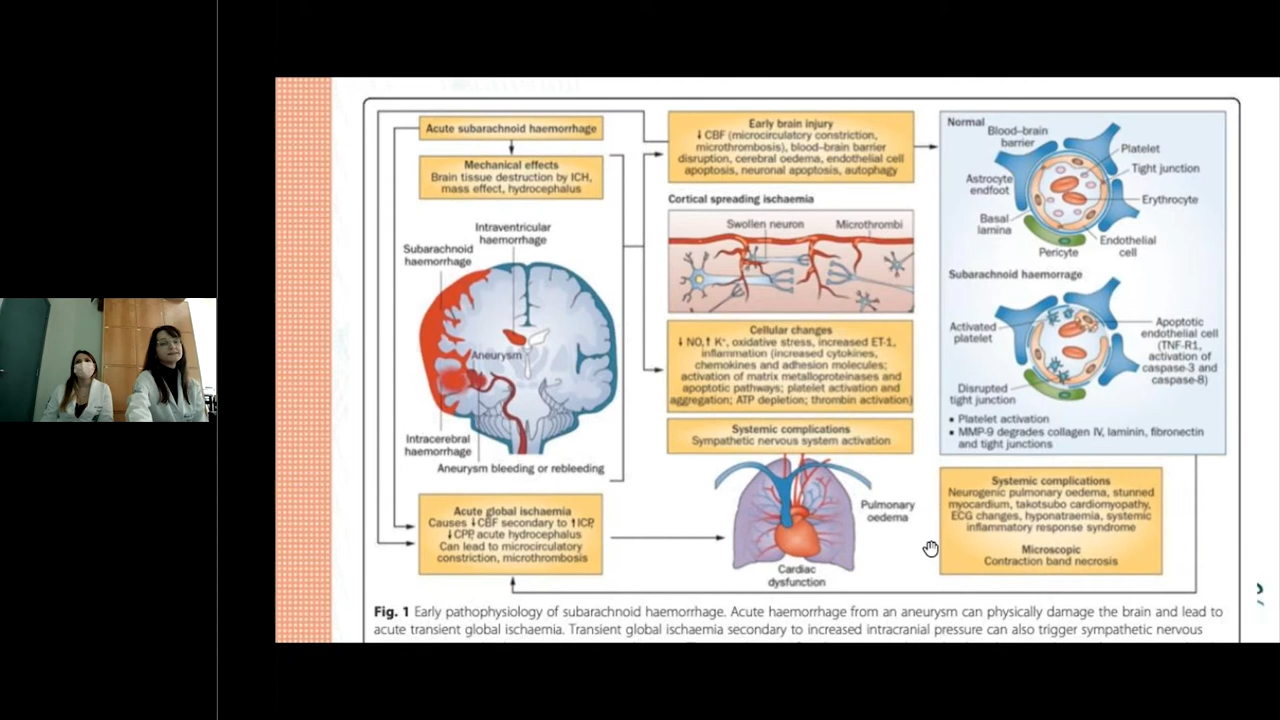 Acute subarachnoid haemorrhage
Mechanical effects
Brain tissue destruction by ICH,
mass effect, hydrocephalus
Intraventricular
haemorrhage
Subarachnoid
haemorrhage
Aneurysm
Intracerebral
haemorrhage
Aneurysm bleeding or rebleeding
Acute global ischaemia
Causes ↓CBF secondary to ↑ICP,
↓CPP, acute hydrocephalus
Can lead to microcirculatory
constriction, microthrombosis
Early brain injury
↓ CBF (microcirculatory constriction,
microthrombosis), blood–brain barrier
disruption, cerebral oedema, endothelial cell
apoptosis, neuronal apoptosis, autophagy
Cortical spreading ischaemia
Swollen neuron
Microthrombi
Cellular changes
↓ NO, ↑ K⁺, oxidative stress, increased ET-1,
inflammation (increased cytokines,
chemokines and adhesion molecules;
activation of matrix metalloproteinases and
apoptotic pathways; platelet activation and
aggregation; ATP depletion; thrombin activation)
Systemic complications
Sympathetic nervous system activation
Pulmonary
oedema
Cardiac
dysfunction
Normal
Blood–brain
barrier
Platelet
Tight junction
Astrocyte
endfoot
Erythrocyte
Basal
lamina
Endothelial
cell
Pericyte
Subarachnoid haemorrage
Activated
platelet
Apoptotic
endothelial cell
(TNF-R1,
activation of
caspase-3 and
caspase-8)
Disrupted
tight junction
• Platelet activation
• MMP-9 degrades collagen IV, laminin, fibronectin
and tight junctions
Systemic complications
Neurogenic pulmonary oedema, stunned
myocardium, takotsubo cardiomyopathy,
ECG changes, hyponatraemia, systemic
inflammatory response syndrome
Microscopic
Contraction band necrosis
Fig. 1 Early pathophysiology of subarachnoid haemorrhage. Acute haemorrhage from an aneurysm can physically damage the brain and lead to
acute transient global ischaemia. Transient global ischaemia secondary to increased intracranial pressure can also trigger sympathetic nervous